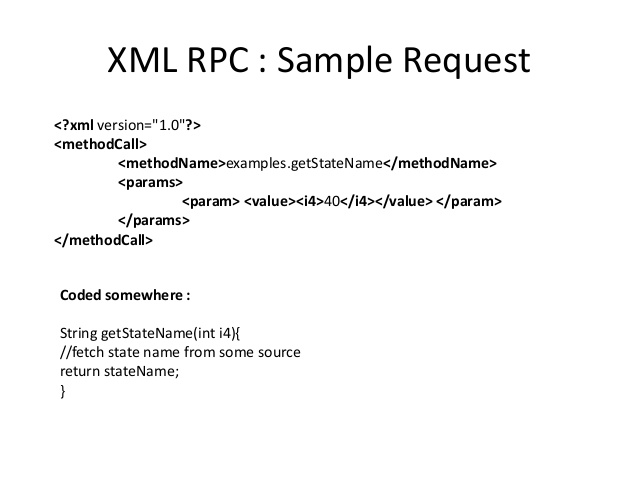 XML RPC : Sample Request
<?xml version="1.0"?>
<methodCall>
<methodName>examples.getStateName</methodName>
<params>
<param> <value><i4>40</i4></value> </param>
</params>
</methodCall>
Coded somewhere :
String getStateName(int i4){
//fetch state name from some source
return stateName;
}